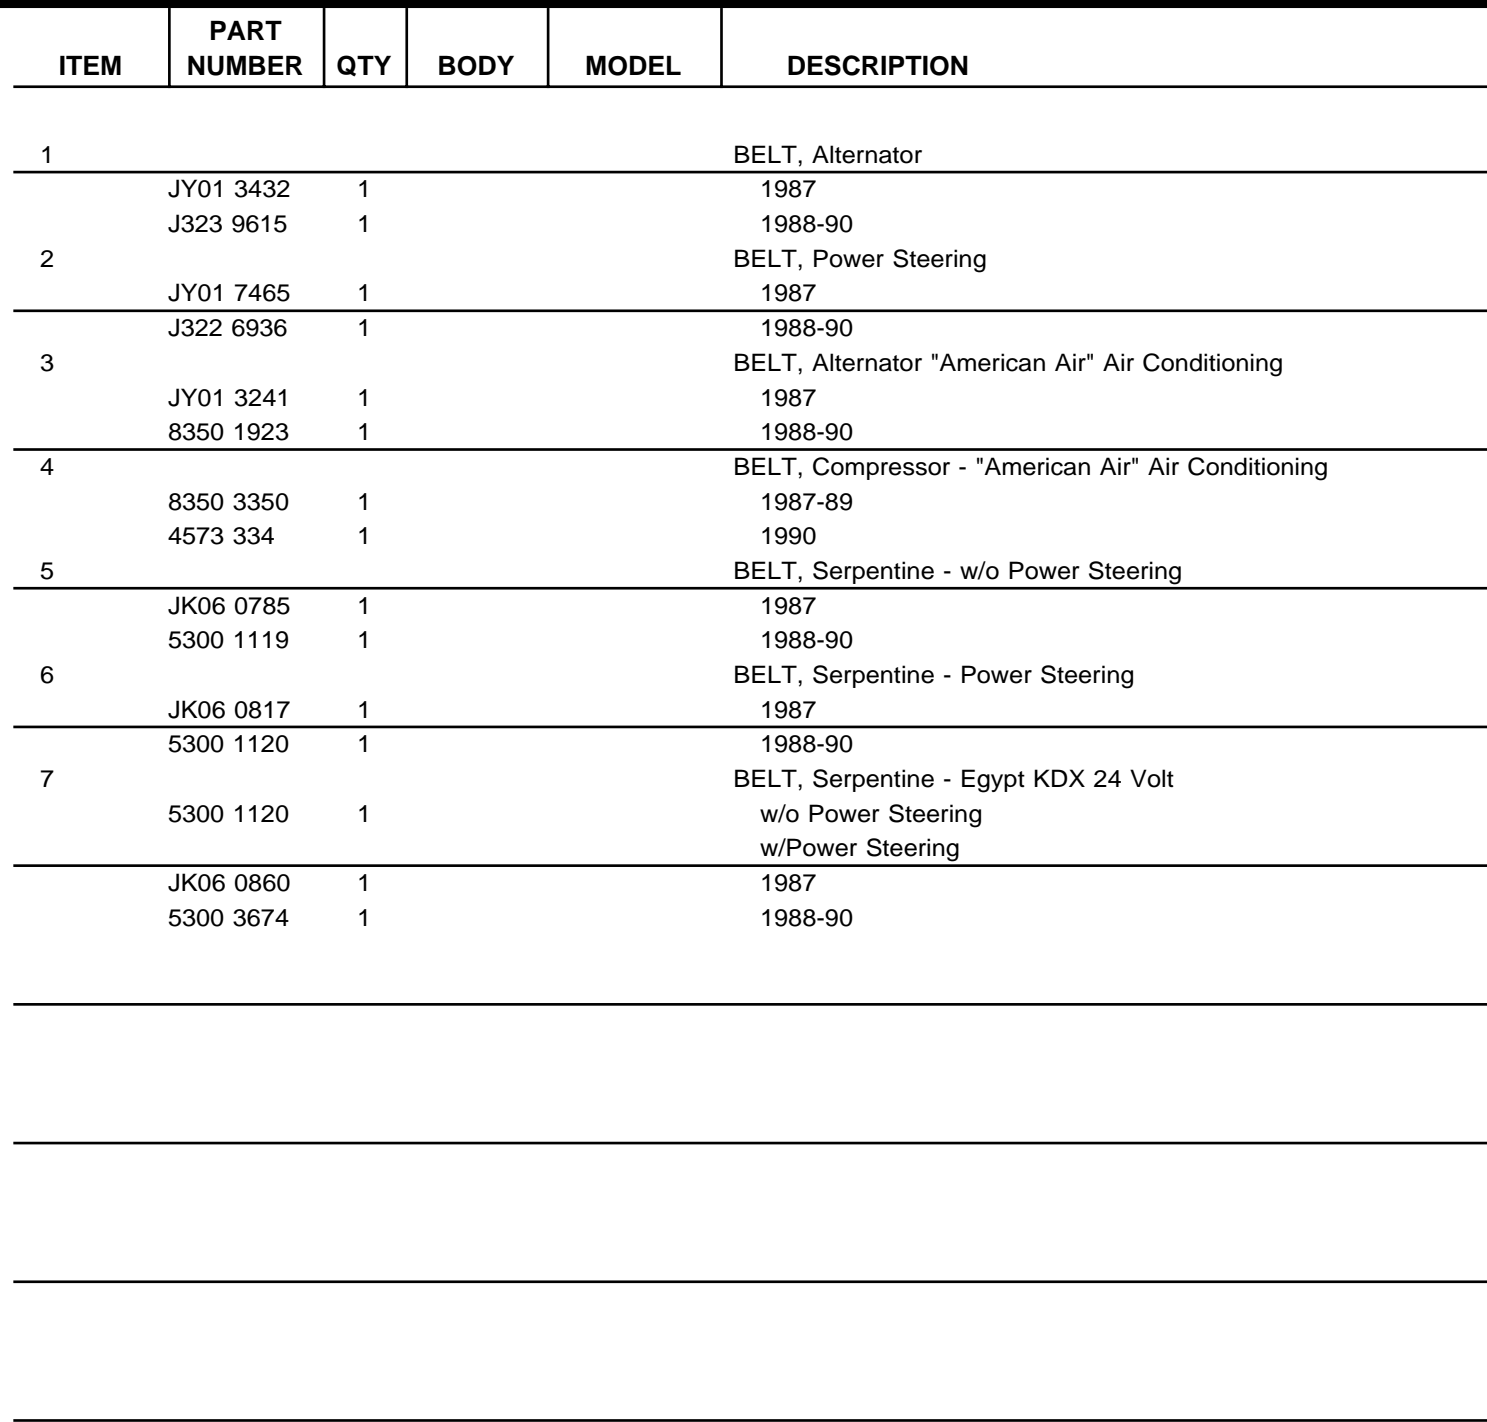 PART
ITEM NUMBER QTY BODY MODEL DESCRIPTION
1 BELT, Alternator
JY01 3432 1 1987
J323 9615 1 1988-90
2 BELT, Power Steering
JY01 7465 1 1987
J322 6936 1 1988-90
3 BELT, Alternator "American Air" Air Conditioning
JY01 3241 1 1987
8350 1923 1 1988-90
4 BELT, Compressor - "American Air" Air Conditioning
8350 3350 1 1987-89
4573 334 1 1990
5 BELT, Serpentine - w/o Power Steering
JK06 0785 1 1987
5300 1119 1 1988-90
6 BELT, Serpentine - Power Steering
JK06 0817 1 1987
5300 1120 1 1988-90
7 BELT, Serpentine - Egypt KDX 24 Volt
5300 1120 1 w/o Power Steering
w/Power Steering
JK06 0860 1 1987
5300 3674 1 1988-90